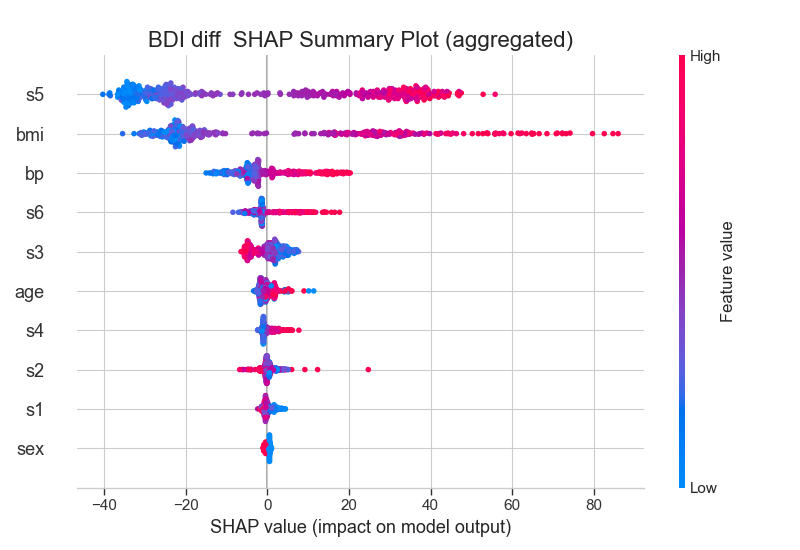 BDI diff  SHAP Summary Plot (aggregated)
High
s5
bmi
bp
s6
s3
age
s4
s2
s1
sex
Feature value
Low
−40
−20
0
20
40
60
80
SHAP value (impact on model output)